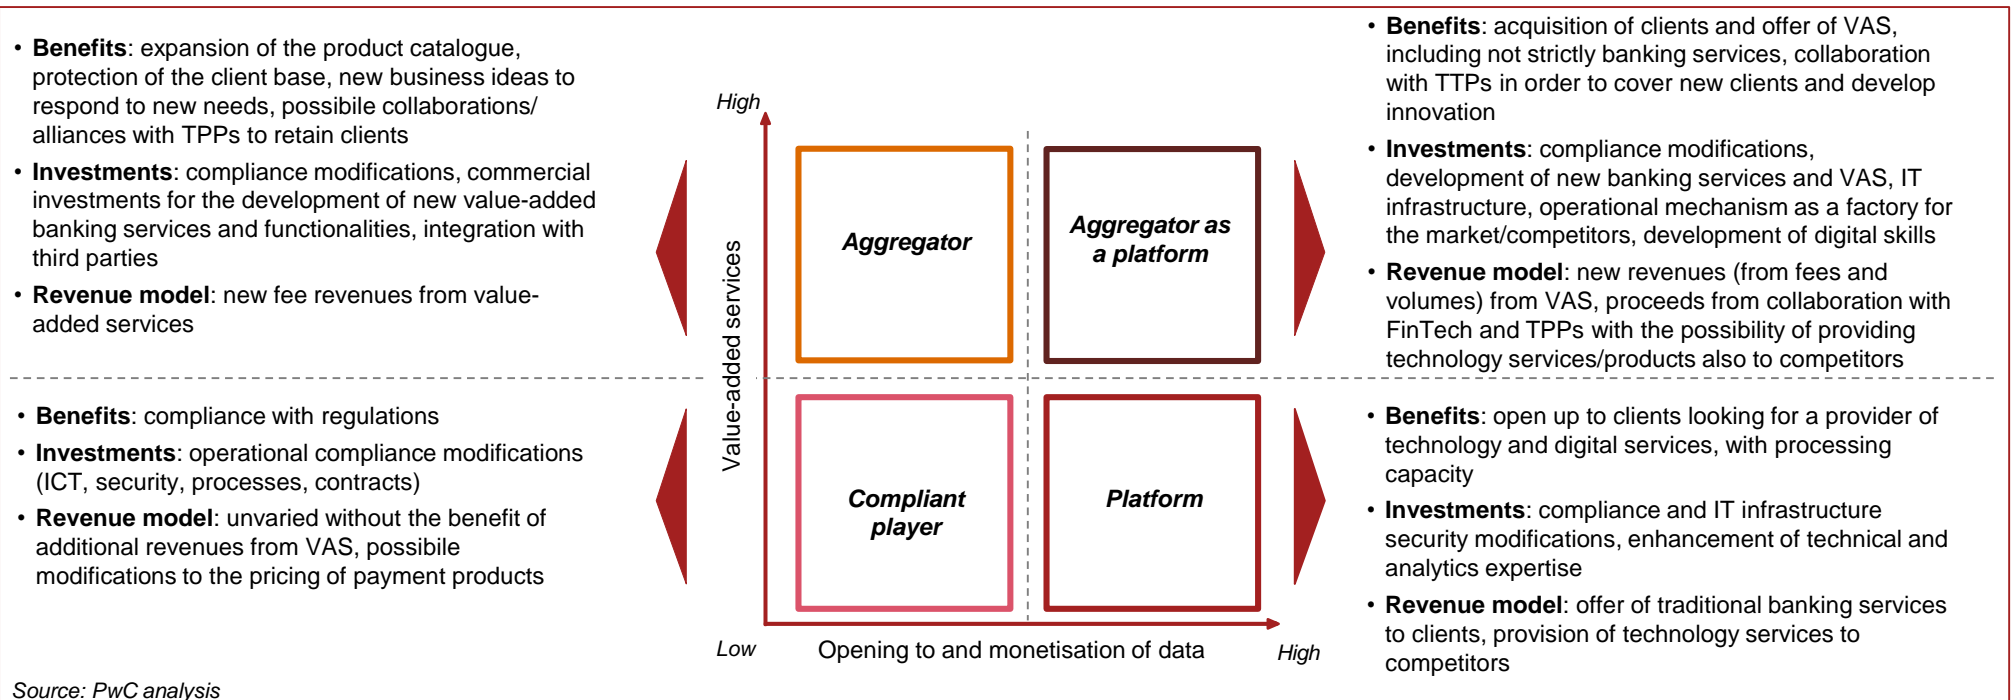 • Benefits: expansion of the product catalogue,
protection of the client base, new business ideas to
respond to new needs, possibile collaborations/
alliances with TPPs to retain clients
• Investments: compliance modifications, commercial
investments for the development of new value-added
banking services and functionalities, integration with
third parties
• Revenue model: new fee revenues from value-
added services
• Benefits: compliance with regulations
• Investments: operational compliance modifications
(ICT, security, processes, contracts)
• Revenue model: unvaried without the benefit of
additional revenues from VAS, possibile
modifications to the pricing of payment products
High
Value-added services
Aggregator
Aggregator as
a platform
Compliant
player
Platform
Low
Opening to and monetisation of data
High
• Benefits: acquisition of clients and offer of VAS,
including not strictly banking services, collaboration
with TTPs in order to cover new clients and develop
innovation
• Investments: compliance modifications,
development of new banking services and VAS, IT
infrastructure, operational mechanism as a factory for
the market/competitors, development of digital skills
• Revenue model: new revenues (from fees and
volumes) from VAS, proceeds from collaboration with
FinTech and TPPs with the possibility of providing
technology services/products also to competitors
• Benefits: open up to clients looking for a provider of
technology and digital services, with processing
capacity
• Investments: compliance and IT infrastructure
security modifications, enhancement of technical and
analytics expertise
• Revenue model: offer of traditional banking services
to clients, provision of technology services to
competitors
Source: PwC analysis